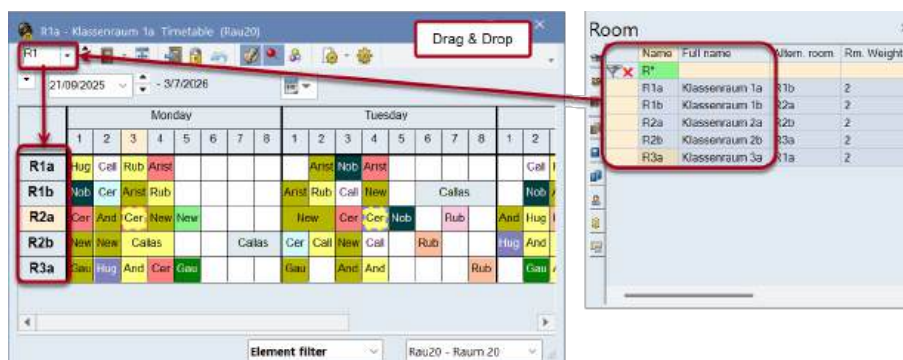 R1a - Klassenraum 1a Timetable (Rau20)
Drag & Drop
R1
21/09/2025 - 3/7/2026
Monday Tuesday
1 2 3 4 5 6 7 8 1 2 3 4 5 6 7 8 1 2
R1a Hug Call Rub Arist Arist Nob Arist Call
R1b Nob Cer Arist Rub Arist Rub Call New Callas Nob
R2a Cer And Cer New New New Cer Cer Nob Rub And Hug
R2b New New Callas Callas Cer Call New Call Rub Hug And
R3a Gau Hug And Cer Gau Gau And And Rub Gau
Element filter Rau20 - Raum 20
Room
Name Full name Altern. room Rm. Weight
R*
R1a Klassenraum 1a R1b 2
R1b Klassenraum 1b R2a 2
R2a Klassenraum 2a R2b 2
R2b Klassenraum 2b R3a 2
R3a Klassenraum 3a R1a 2